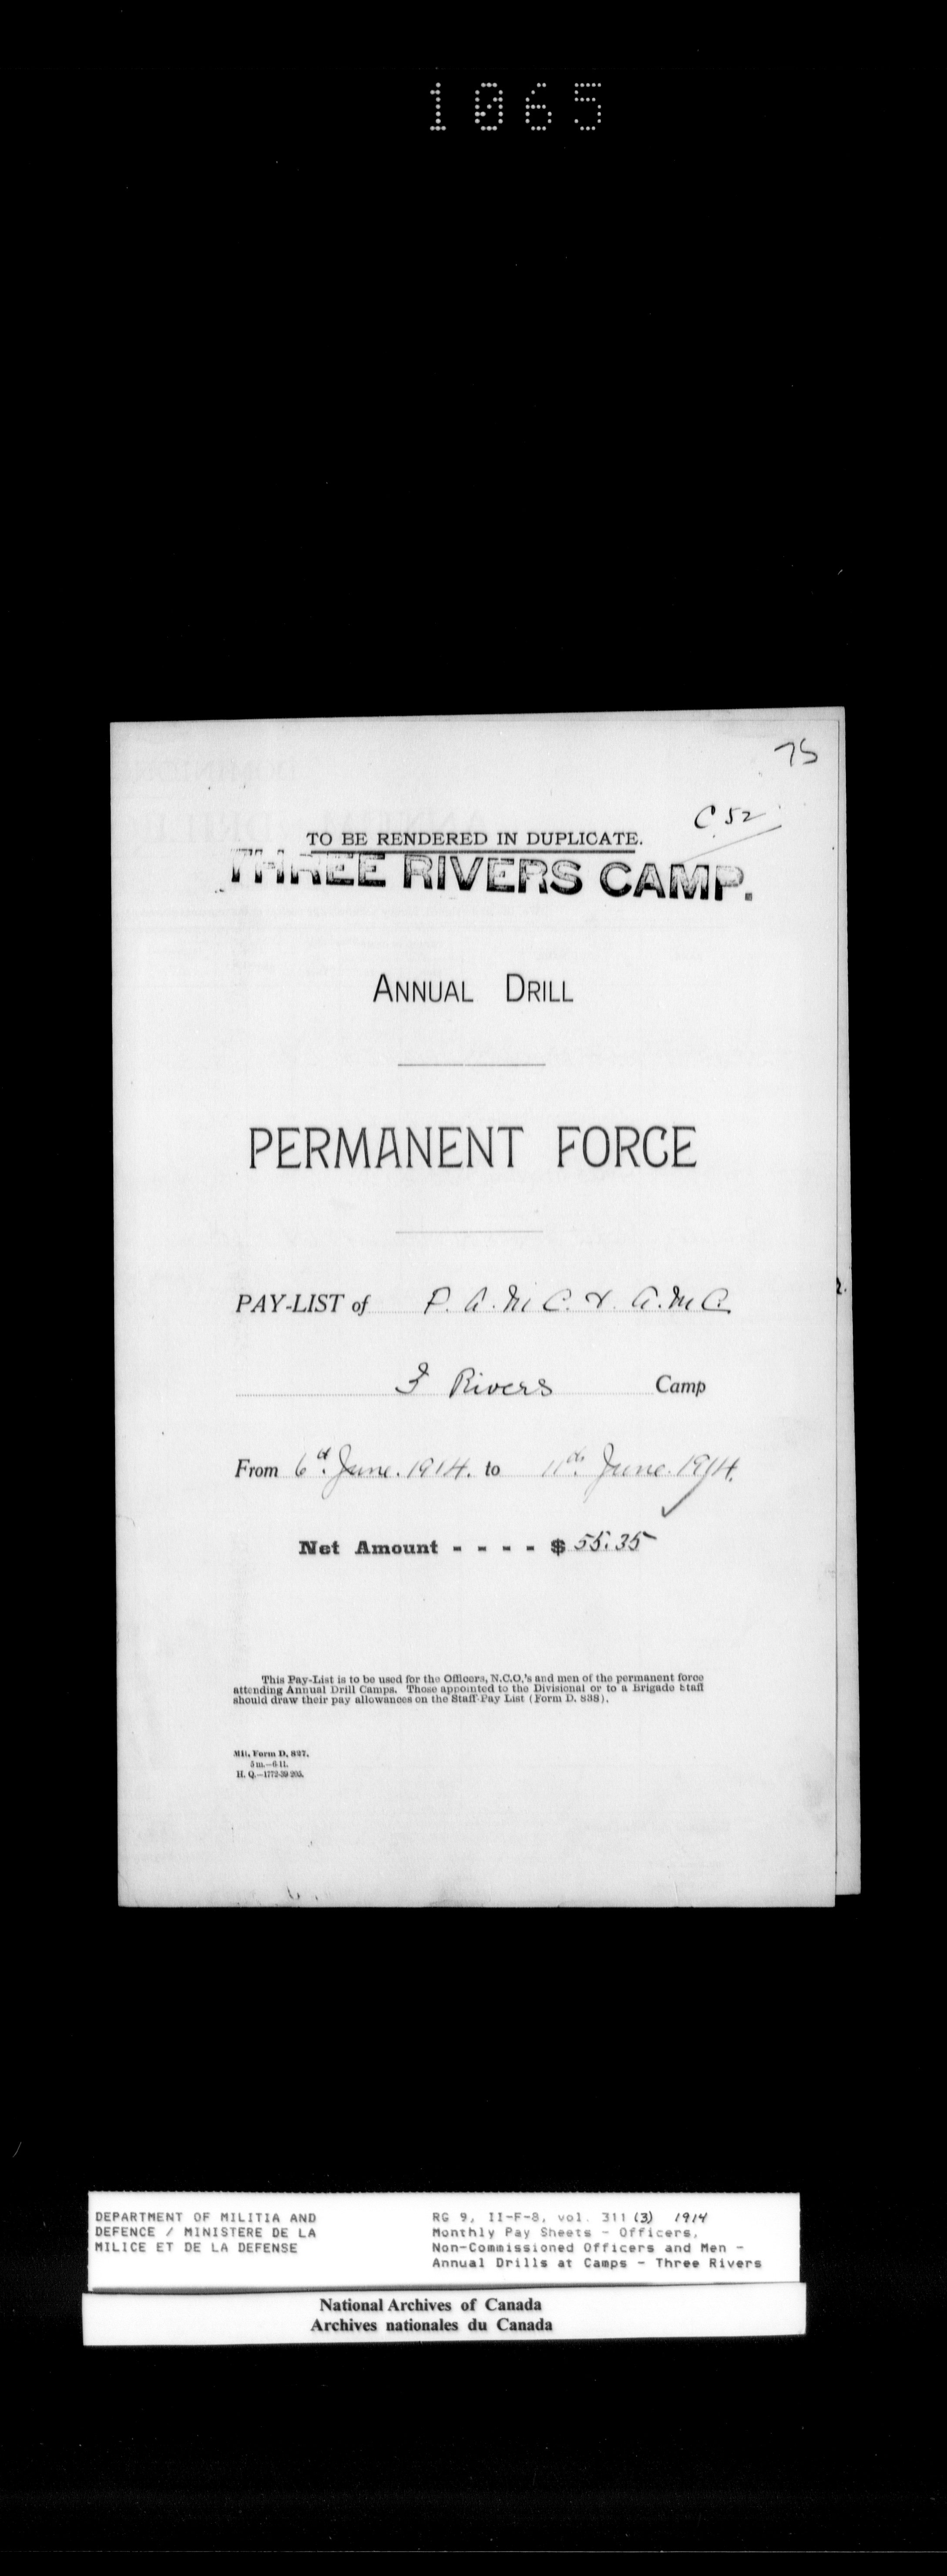 1065
75
C 52
TO BE RENDERED IN DUPLICATE.
THREE RIVERS CAMP.
ANNUAL DRILL
PERMANENT FORCE
PAY-LIST of P. A. M. C. & A. M. C.
3 Rivers Camp
From 6th June. 1914. to 11th June. 1914.
Net Amount - - - - $ 55.35
This Pay-List is to be used for the Officers, N.C.O.'s and men of the permanent force
attending Annual Drill Camps. Those appointed to the Divisional or to a Brigade Staff
should draw their pay allowances on the Staff Pay List (Form D. 838).
Mil. Form D. 837.
5 m.-6-11.
H. Q.-1772-39
DEPARTMENT OF MILITIA AND
DEFENCE / MINISTERE DE LA
MILICE ET DE LA DEFENSE
RG 9, II-F-8, vol. 311 (3) 1914
Monthly Pay Sheets - Officers,
Non-Commissioned Officers and Men -
Annual Drills at Camps - Three Rivers
National Archives of Canada
Archives nationales du Canada